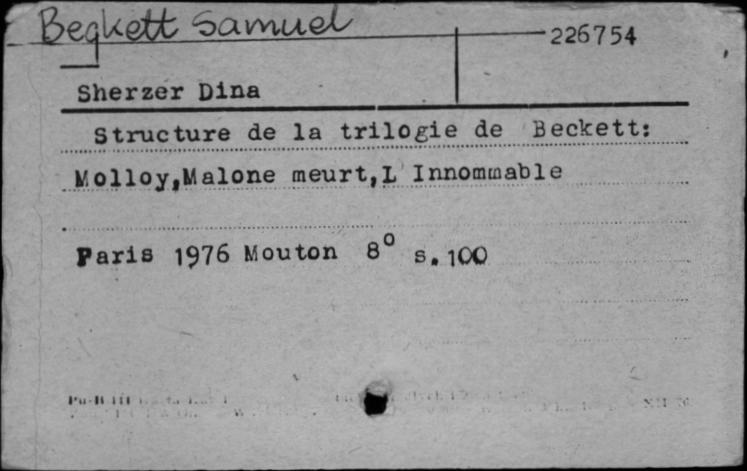 Beckett Samuel
226754
Sherzer Dina
Structure de la trilogie de Beckett:
Molloy,Malone meurt,L'Innommable
Paris 1976 Mouton 8° s. 100